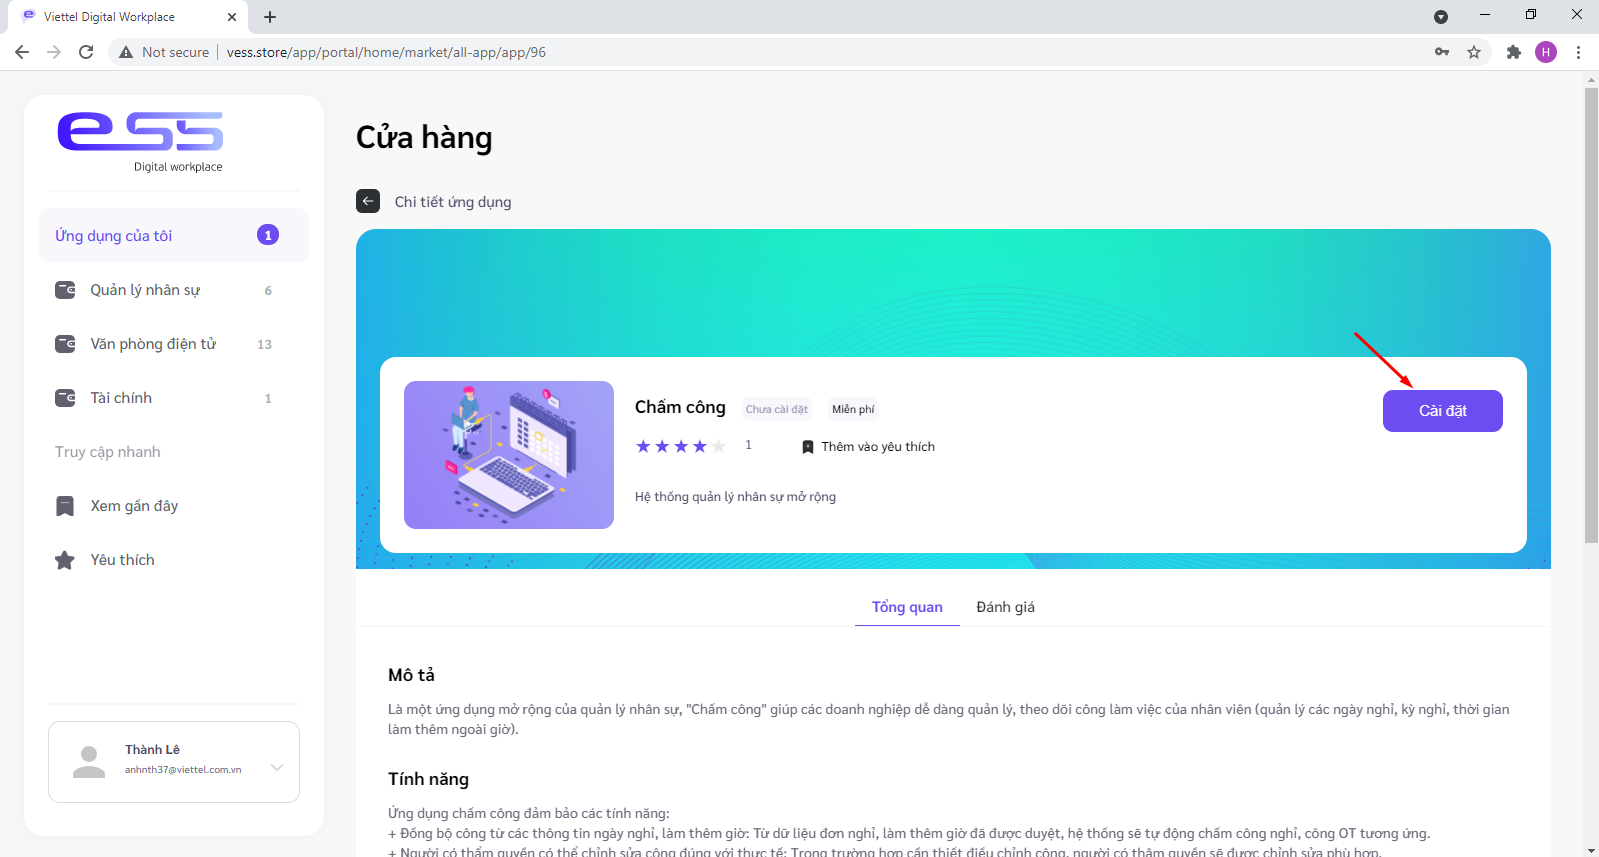 Viettel Digital Workplace
Not secure
vess.store/app/portal/home/market/all-app/app/96
H
ess
Digital workplace
Ứng dụng của tôi 1
Quản lý nhân sự 6
Văn phòng điện tử 13
Tài chính 1
Truy cập nhanh
Xem gần đây
Yêu thích
Thành Lê
anhnth37@viettel.com.vn
Cửa hàng
Chi tiết ứng dụng
Chấm công Chưa cài đặt Miễn phí
Cài đặt
1 Thêm vào yêu thích
Hệ thống quản lý nhân sự mở rộng
Tổng quan Đánh giá
Mô tả
Là một ứng dụng mở rộng của quản lý nhân sự, "Chấm công" giúp các doanh nghiệp dễ dàng quản lý, theo dõi công làm việc của nhân viên (quản lý các ngày nghỉ, kỳ nghỉ, thời gian
làm thêm ngoài giờ).
Tính năng
Ứng dụng chấm công đảm bảo các tính năng:
+ Đồng bộ công từ các thông tin ngày nghỉ, làm thêm giờ: Từ dữ liệu đơn nghỉ, làm thêm giờ đã được duyệt, hệ thống sẽ tự động chấm công nghỉ, công OT tương ứng.
+ Người có thẩm quyền có thể chỉnh sửa công đúng với thực tế: Trong trường hợp cần thiết điều chỉnh công, người có thẩm quyền sẽ được chỉnh sửa phù hợp.